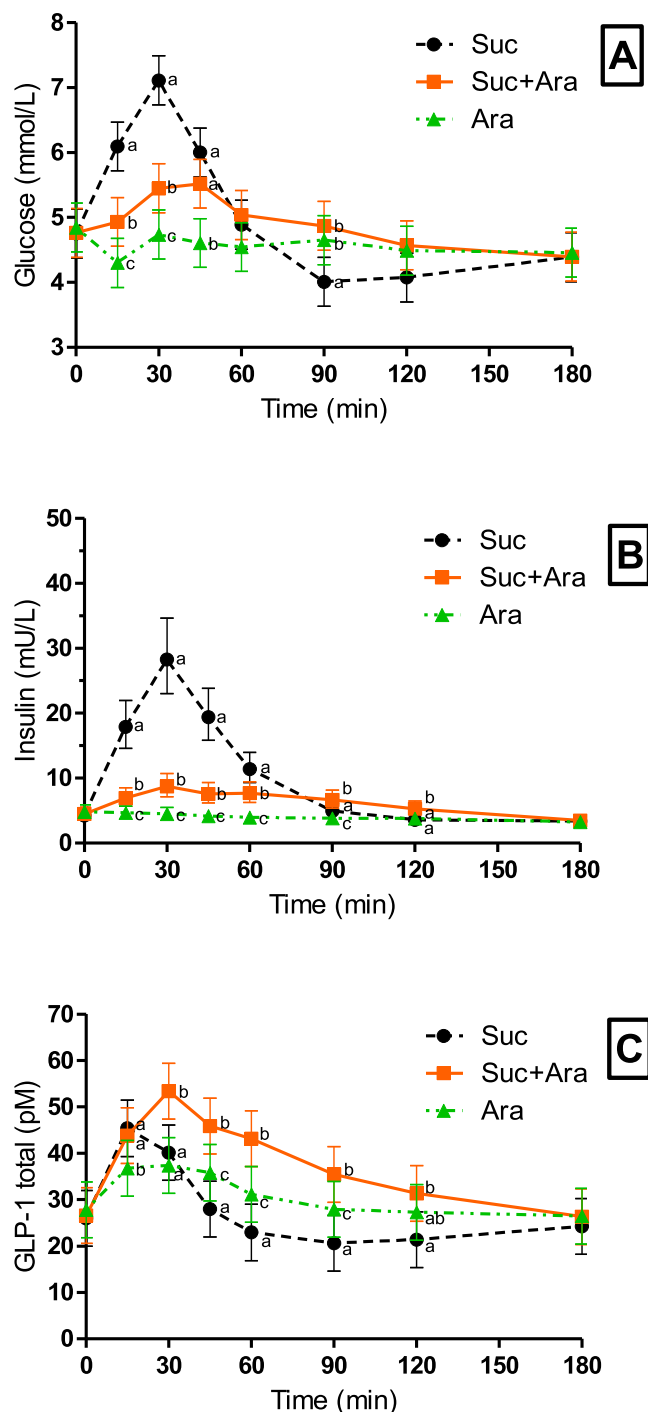 A
Suc
Suc+Ara
Ara
Glucose (mmol/L)
8
7
6
5
4
3
a
a
a
b
b
a
c
c
b
b
b
a
0 30 60 90 120 150 180
Time (min)
B
Suc
Suc+Ara
Ara
Insulin (mU/L)
50
40
30
20
10
0
a
a
a
a
b
b
b
b
b
b
c
c
c
c
a
c
a
a
0 30 60 90 120 150 180
Time (min)
C
Suc
Suc+Ara
Ara
GLP-1 total (pM)
70
60
50
40
30
20
10
0
b
a
a
b
b
a
b
a
c
b
b
a
c
c
ab
a
a
a
0 30 60 90 120 150 180
Time (min)